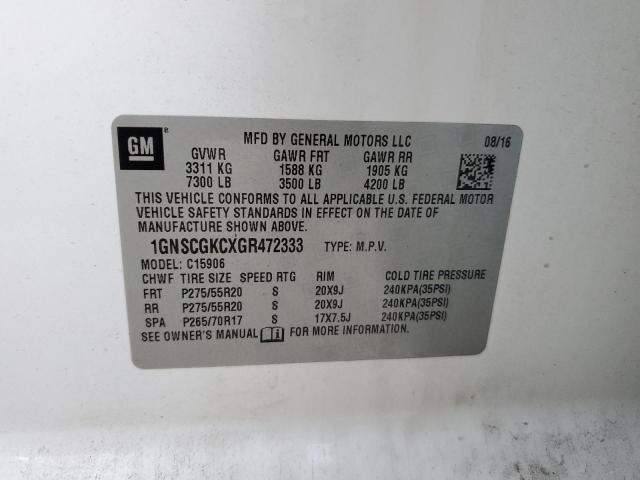 GM ®
MFD BY GENERAL MOTORS LLC 08/16
GVWR GAWR FRT GAWR RR
3311 KG 1588 KG 1905 KG
7300 LB 3500 LB 4200 LB
THIS VEHICLE CONFORMS TO ALL APPLICABLE U.S. FEDERAL MOTOR
VEHICLE SAFETY STANDARDS IN EFFECT ON THE DATE OF
MANUFACTURE SHOWN ABOVE.
1GNSCGKCXGR472333 TYPE: M.P.V.
MODEL: C15906
CHWF TIRE SIZE SPEED RTG RIM COLD TIRE PRESSURE
FRT P275/55R20 S 20X9J 240KPA(35PSI)
RR P275/55R20 S 20X9J 240KPA(35PSI)
SPA P265/70R17 S 17X7.5J 240KPA(35PSI)
SEE OWNER'S MANUAL FOR MORE INFORMATION.